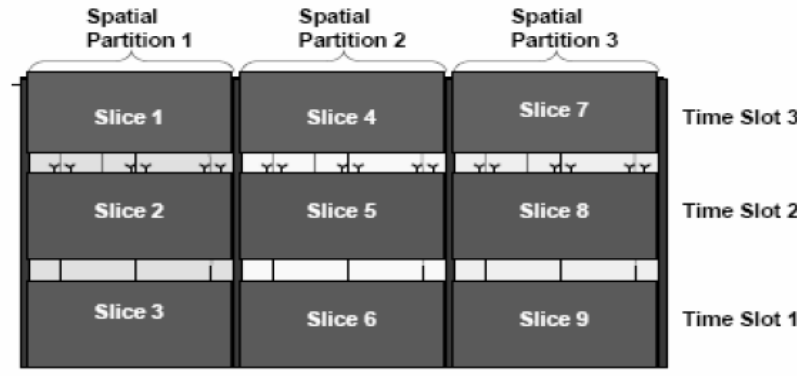 Spatial
Partition 1
Spatial
Partition 2
Spatial
Partition 3
Slice 1
Slice 4
Slice 7
Time Slot 3
Slice 2
Slice 5
Slice 8
Time Slot 2
Slice 3
Slice 6
Slice 9
Time Slot 1